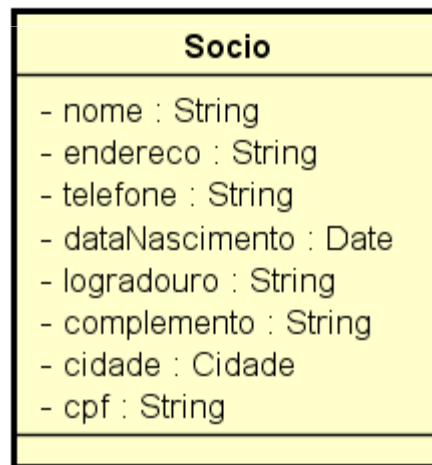 Socio
- nome : String
- endereco : String
- telefone : String
- dataNascimento : Date
- logradouro : String
- complemento : String
- cidade : Cidade
- cpf : String